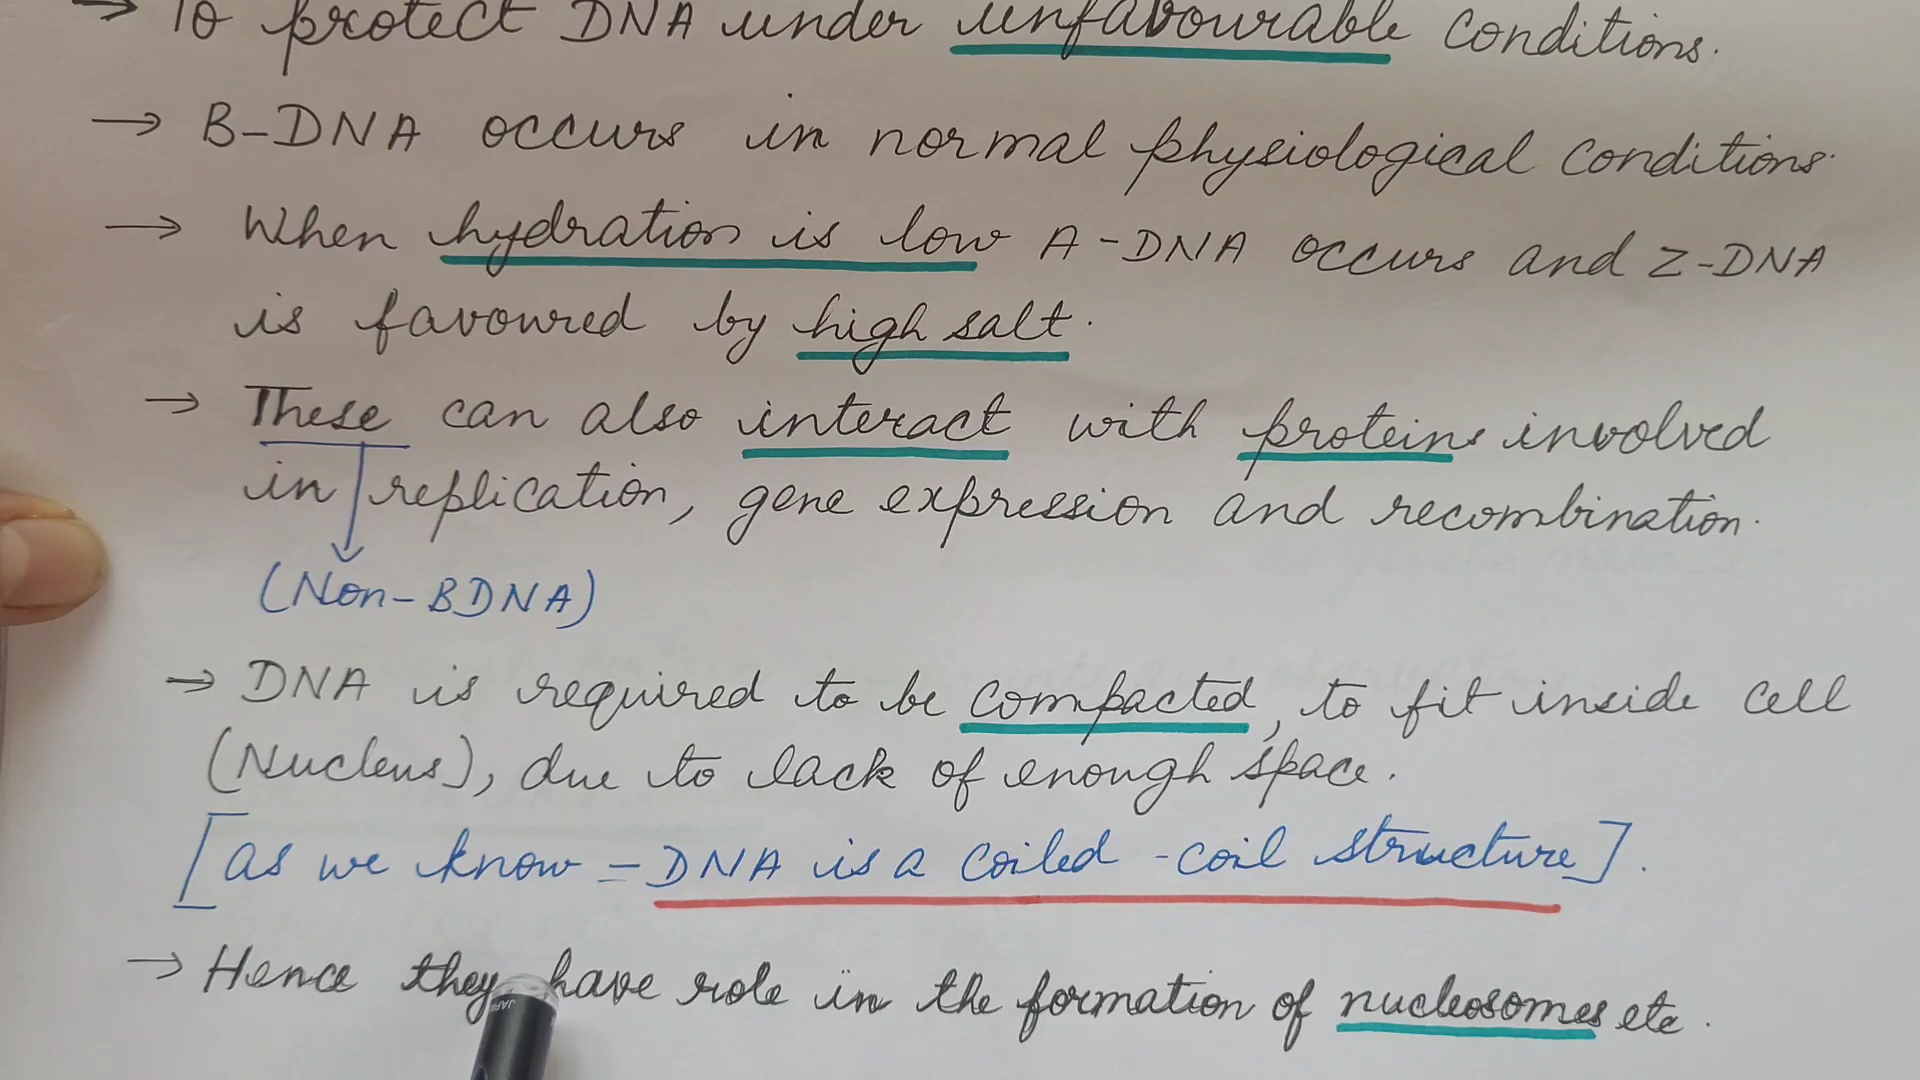 → To protect DNA under unfavourable conditions.
→ B-DNA occurs in normal physiological conditions.
→ When hydration is low A-DNA occurs and Z-DNA
is favoured by high salt.
→ These can also interact with proteins involved
in replication, gene expression and recombination.
(Non-BDNA)
→ DNA is required to be compacted, to fit inside cell
(Nucleus), due to lack of enough space.
[as we know = DNA is a coiled-coil structure].
→ Hence they have role in the formation of nucleosomes etc.